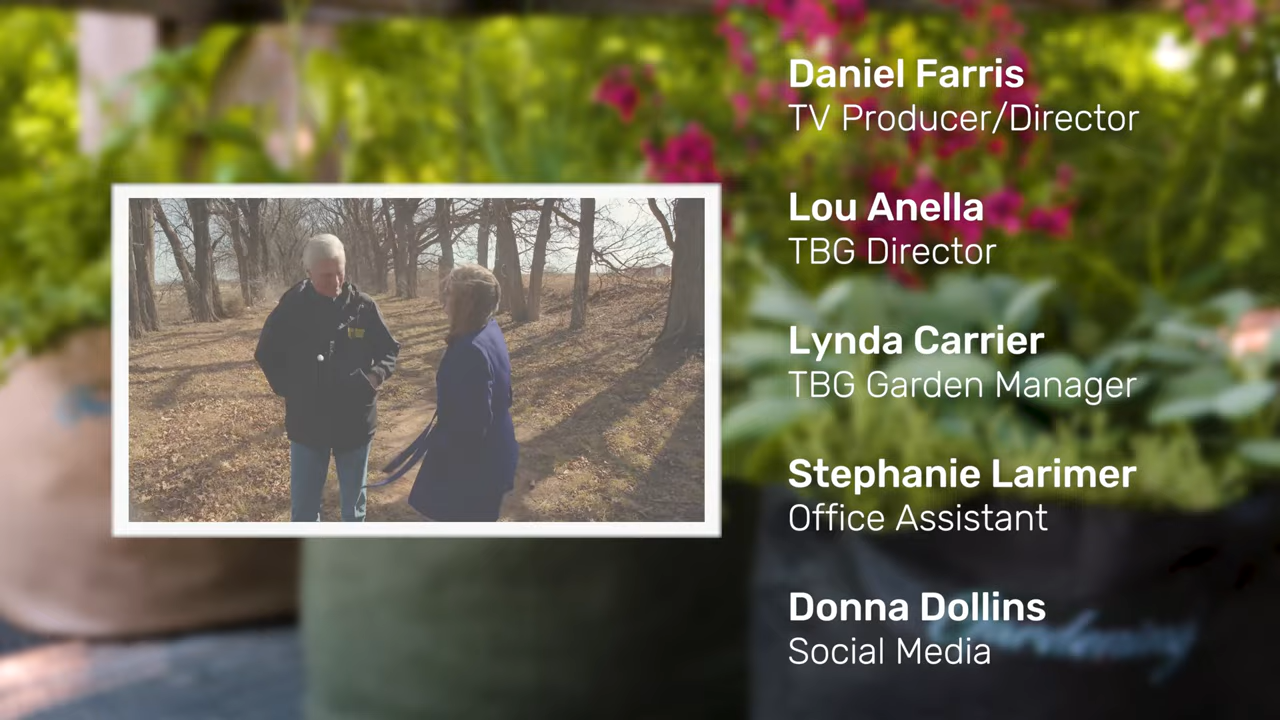 Daniel Farris
TV Producer/Director
Lou Anella
TBG Director
Lynda Carrier
TBG Garden Manager
Stephanie Larimer
Office Assistant
Donna Dollins
Social Media